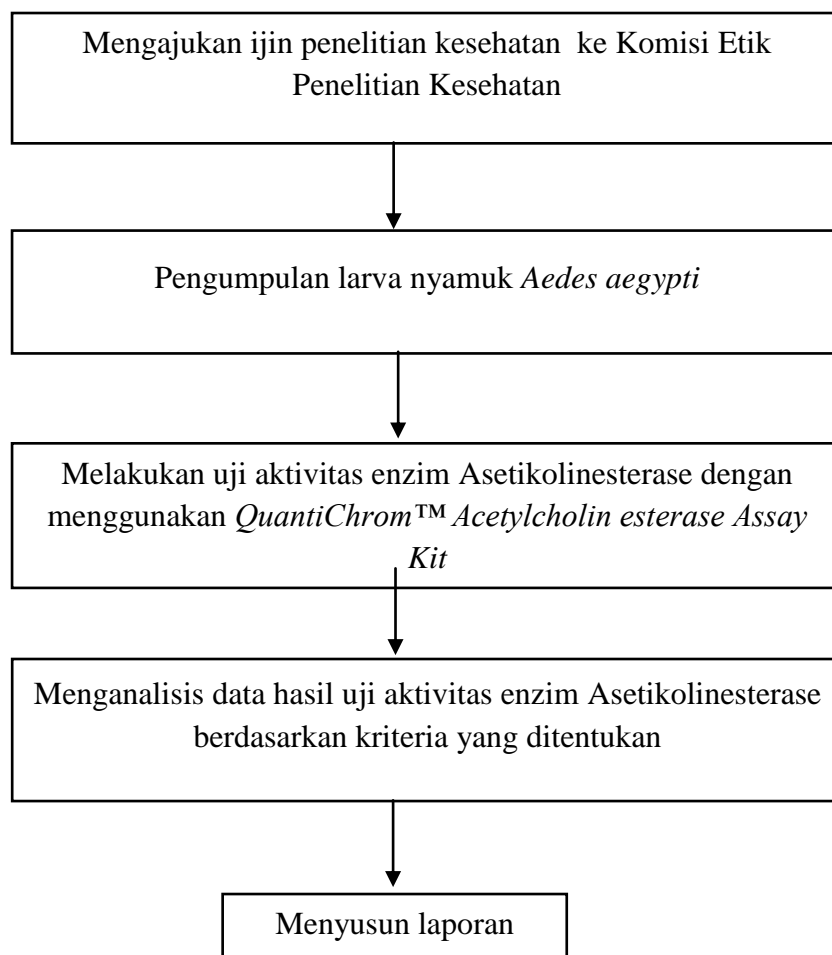 Mengajukan ijin penelitian kesehatan ke Komisi Etik
Penelitian Kesehatan
Pengumpulan larva nyamuk Aedes aegypti
Melakukan uji aktivitas enzim Asetikolinesterase dengan
menggunakan QuantiChrom™ Acetylcholin esterase Assay
Kit
Menganalisis data hasil uji aktivitas enzim Asetikolinesterase
berdasarkan kriteria yang ditentukan
Menyusun laporan